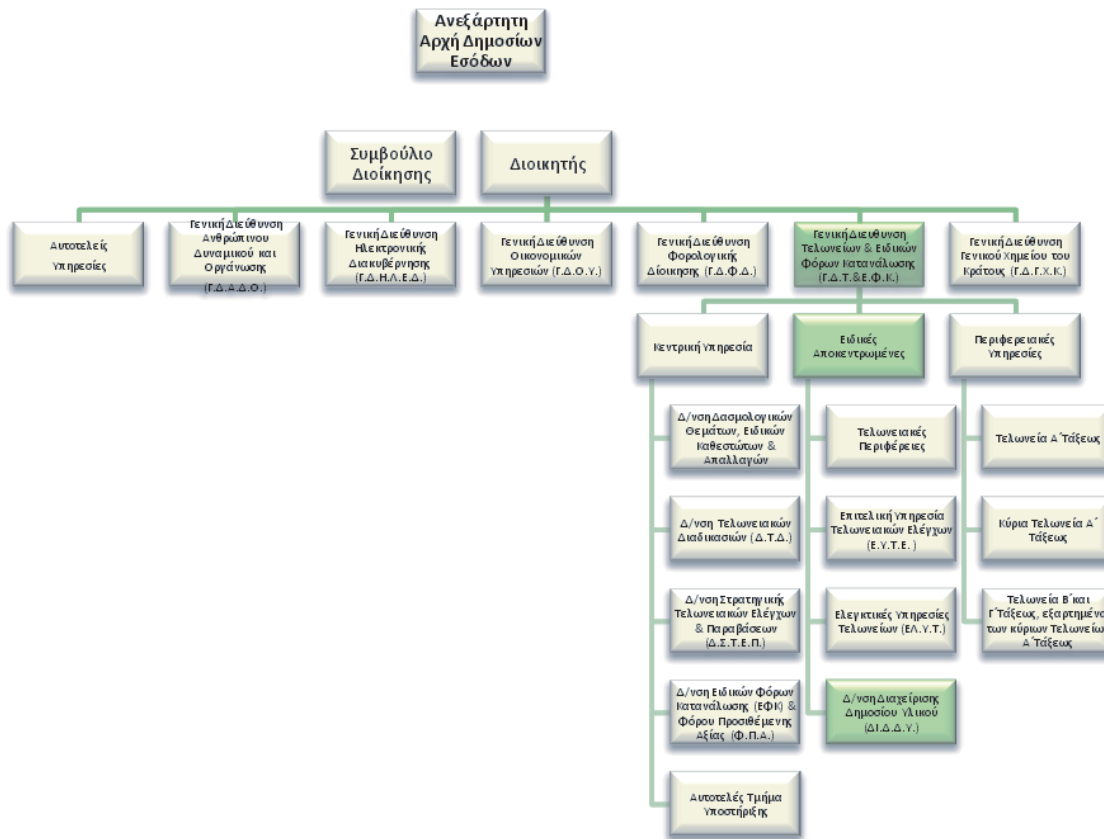 Ανεξάρτητη
Αρχή Δημοσίων
Εσόδων
Συμβούλιο
Διοίκησης
Διοικητής
Αυτοτελείς
Υπηρεσίες
Γενική Διεύθυνση
Ανθρώπινου
Δυναμικού και
Οργάνωσης
(Γ.Δ.Α.Δ.Ο.)
Γενική Διεύθυνση
Ηλεκτρονικής
Διακυβέρνησης
(Γ.Δ.Η.Λ.Ε.Δ.)
Γενική Διεύθυνση
Οικονομικών
Υπηρεσιών (Γ.Δ.Ο.Υ.)
Γενική Διεύθυνση
Φορολογικής
Δίοικησης (Γ.Δ.Φ.Δ.)
Γενική Διευθυνση
Τελωνείων & Ειδικών
Φόρων Κατανάλωσης
(Γ.Δ.Τ.&Ε.Φ.Κ.)
Γενική Διεύθυνση
Γενικού Χημείου του
Κράτους (Γ.Δ.Γ.Χ.Κ.)
Κεντρική Υπηρεσία
Ειδικές
Αποκεντρωμένες
Περιφερειακές
Υπηρεσίες
Δ/νση Δασμολογικών
Θεμάτων, Ειδικών
Καθεστώτων &
Απαλλαγών
Δ/νση Τελωνειακών
Διαδικασιών (Δ.Τ.Δ.)
Δ/νση Στρατηγικής
Τελωνειακών Ελέγχων
& Παραβάσεων
(Δ.Σ.Τ.Ε.Π.)
Δ/νση Ειδικών Φόρων
Κατανάλωσης (ΕΦΚ) &
Φόρου Προσιθέμενης
Αξίας (Φ.Π.Α.)
Αυτοτελές Τμήμα
Υποστήριξης
Τελωνειακές
Περιφέρειες
Επιτελική Υπηρεσία
Τελωνειακών Ελέγχων
(Ε.Υ.Τ.Ε.)
Ελεγκτικές Υπηρεσίες
Τελωνείων (ΕΛ.Υ.Τ.)
Δ/νση Διαχείρισης
Δημοσίου Υλικού
(ΔΙ.Δ.Δ.Υ.)
Τελωνεία Α΄Τάξεως
Κύρια Τελωνεία Α΄
Τάξεως
Τελωνεία Β΄και
Γ΄Τάξεως, εξαρτημένα
των κύριων Τελωνείων
Α΄Τάξεως